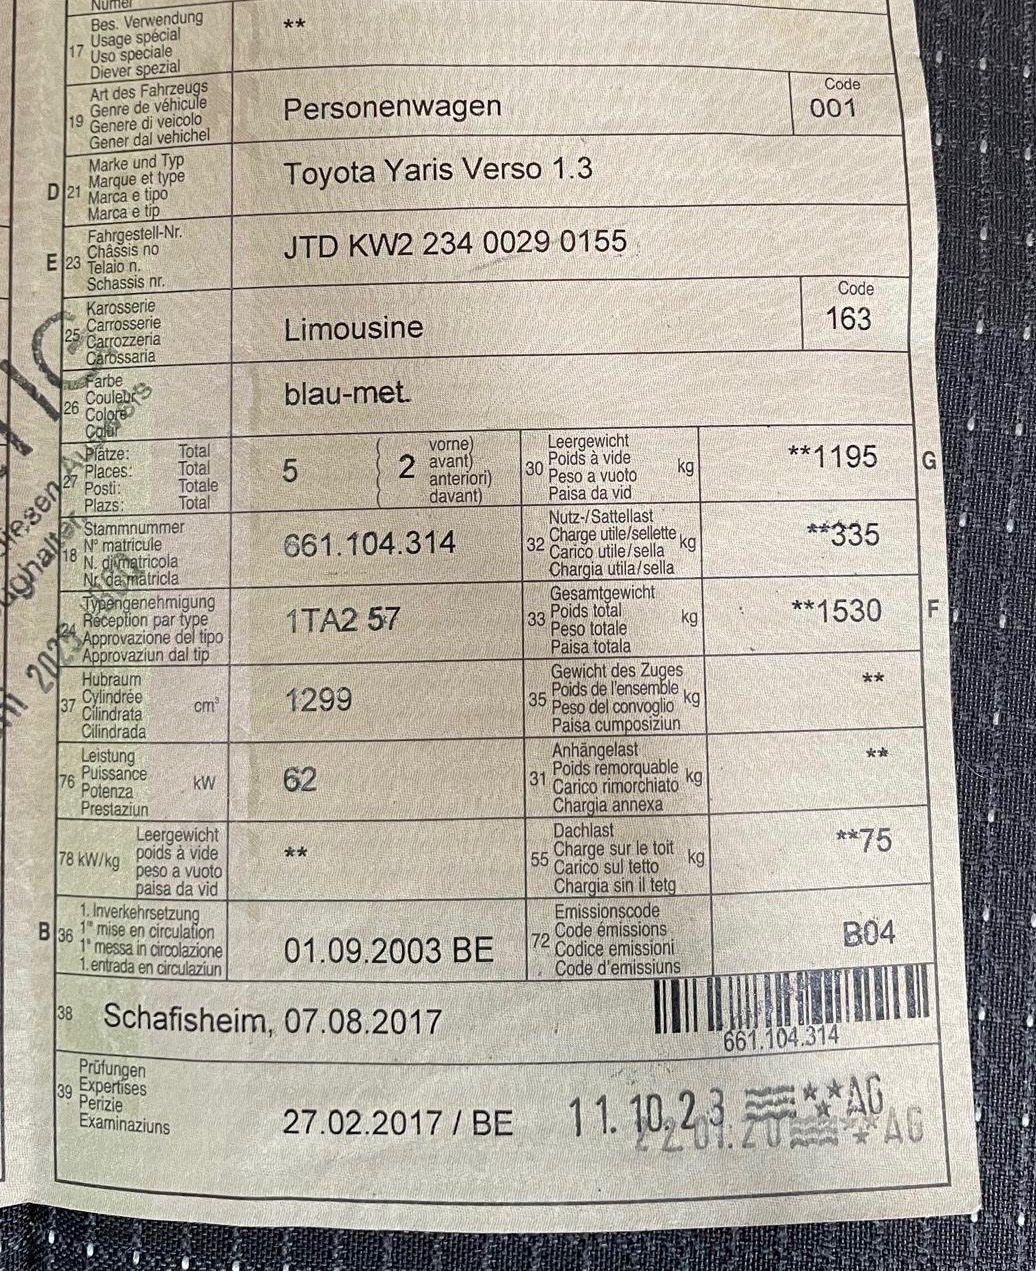 Numer
17 Bes. Verwendung
Usage spécial
Uso speciale
Diever spezial
**
19 Art des Fahrzeugs
Genre de véhicule
Genere di veicolo
Gener dal vehichel
Personenwagen
Code
001
D 21 Marke und Typ
Marque et type
Marca e tipo
Marca e tip
Toyota Yaris Verso 1.3
E 23 Fahrgestell-Nr.
Châssis no
Telaio n.
Schassis nr.
JTD KW2 234 0029 0155
25 Karosserie
Carrosserie
Carrozzeria
Carossaria
Limousine
Code
163
26 Farbe
Couleur
Colore
Calur
blau-met.
27 Plätze: Total
Places: Total
Posti: Totale
Plazs: Total
5
2
vorne)
avant)
anteriori)
davant)
30 Leergewicht
Poids à vide
Peso a vuoto
Paisa da vid
kg
**1195
G
18 Stammnummer
N° matricule
N. di matricola
Nr. da matricla
661.104.314
32 Nutz-/Sattellast
Charge utile/sellette
Carico utile/sella
Chargia utila/sella
kg
**335
24 Typengenehmigung
Réception par type
Approvazione del tipo
Approvaziun dal tip
1TA2 57
33 Gesamtgewicht
Poids total
Peso totale
Paisa totala
kg
**1530
F
37 Hubraum
Cylindrée
Cilindrata
Cilindrada
cm³
1299
35 Gewicht des Zuges
Poids de l'ensemble
Peso del convoglio
Paisa cumposiziun
kg
**
76 Leistung
Puissance
Potenza
Prestaziun
kW
62
31 Anhängelast
Poids remorquable
Carico rimorchiato
Chargia annexa
kg
**
78 kW/kg
Leergewicht
poids à vide
peso a vuoto
paisa da vid
**
55 Dachlast
Charge sur le toit
Carico sul tetto
Chargia sin il tetg
kg
**75
B 36 1. Inverkehrsetzung
1re mise en circulation
1a messa in circolazione
1. entrada en circulaziun
01.09.2003 BE
72 Emissionscode
Code émissions
Codice emissioni
Code d'emissiuns
B04
38 Schafisheim, 07.08.2017
661.104.314
39 Prüfungen
Expertises
Perizie
Examinaziuns
27.02.2017 / BE
11.10.23 AG
AG